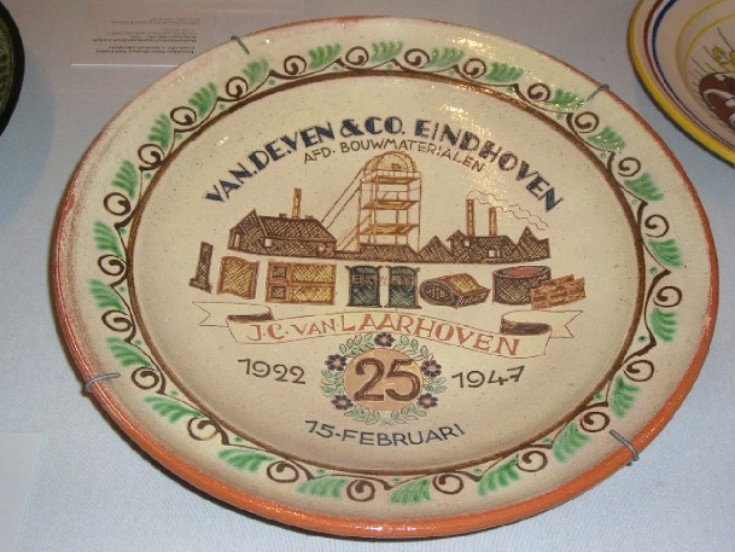 VAN.DE.VEN & CO. EINDHOVEN
AFD. BOUWMATERIALEN
J.C. VAN LAARHOVEN
1922 25 1947
15-FEBRUARI